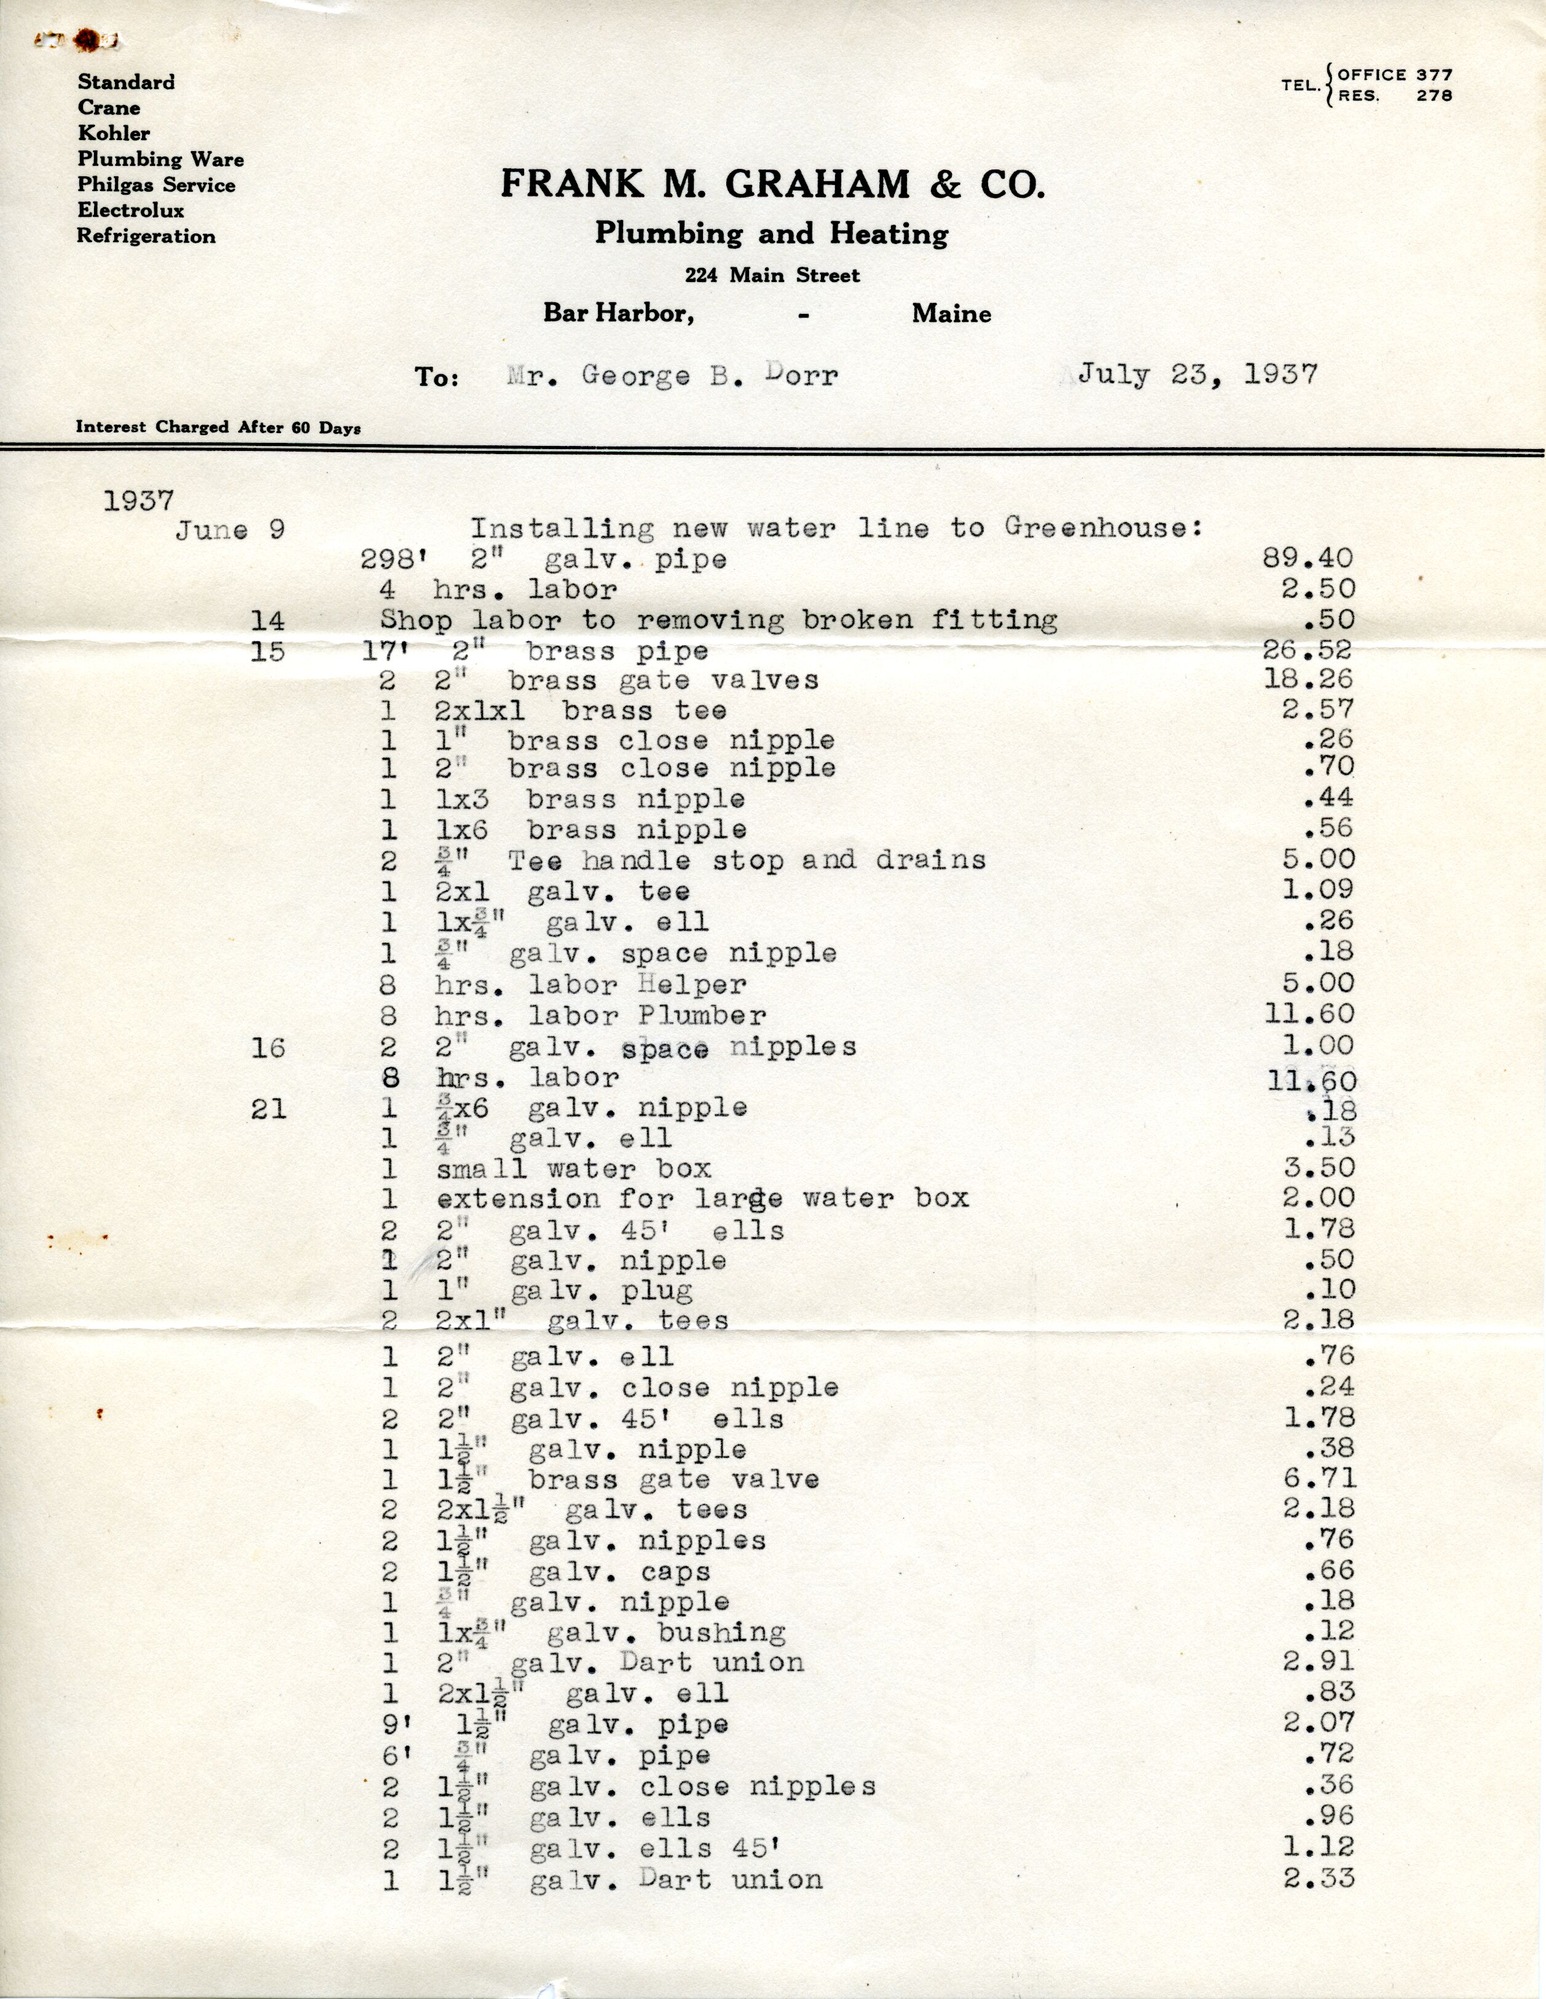 Standard
Crane
Kohler
Plumbing Ware
Philgas Service
Electrolux
Refrigeration
TEL. { OFFICE 377
RES. 278
FRANK M. GRAHAM & CO.
Plumbing and Heating
224 Main Street
Bar Harbor, - Maine
To: Mr. George B. Dorr July 23, 1937
Interest Charged After 60 Days
1937
June 9 Installing new water line to Greenhouse:
298' 2" galv. pipe 89.40
4 hrs. labor 2.50
14 Shop labor to removing broken fitting .50
15 17' 2" brass pipe 26.52
2 2" brass gate valves 18.26
1 2x1x1 brass tee 2.57
1 1" brass close nipple .26
1 2" brass close nipple .70
1 1x3 brass nipple .44
1 1x6 brass nipple .56
2 ¾" Tee handle stop and drains 5.00
1 2x1 galv. tee 1.09
1 1x¾" galv. ell .26
1 ¾" galv. space nipple .18
8 hrs. labor Helper 5.00
8 hrs. labor Plumber 11.60
16 2 2" galv. space nipples 1.00
8 hrs. labor 11.60
21 1 ¾x6 galv. nipple .18
1 ¾" galv. ell .13
1 small water box 3.50
1 extension for large water box 2.00
2 2" galv. 45' ells 1.78
1 2" galv. nipple .50
1 1" galv. plug .10
2 2x1" galv. tees 2.18
1 2" galv. ell .76
1 2" galv. close nipple .24
2 2" galv. 45' ells 1.78
1 1½" galv. nipple .38
1 1½" brass gate valve 6.71
2 2x1½" galv. tees 2.18
2 1½" galv. nipples .76
2 1½" galv. caps .66
1 ¾" galv. nipple .18
1 1x¾" galv. bushing .12
1 2" galv. Dart union 2.91
1 2x1½" galv. ell .83
9' 1½" galv. pipe 2.07
6' ¾" galv. pipe .72
2 1½" galv. close nipples .36
2 1½" galv. ells .96
2 1½" galv. ells 45' 1.12
1 1½" galv. Dart union 2.33